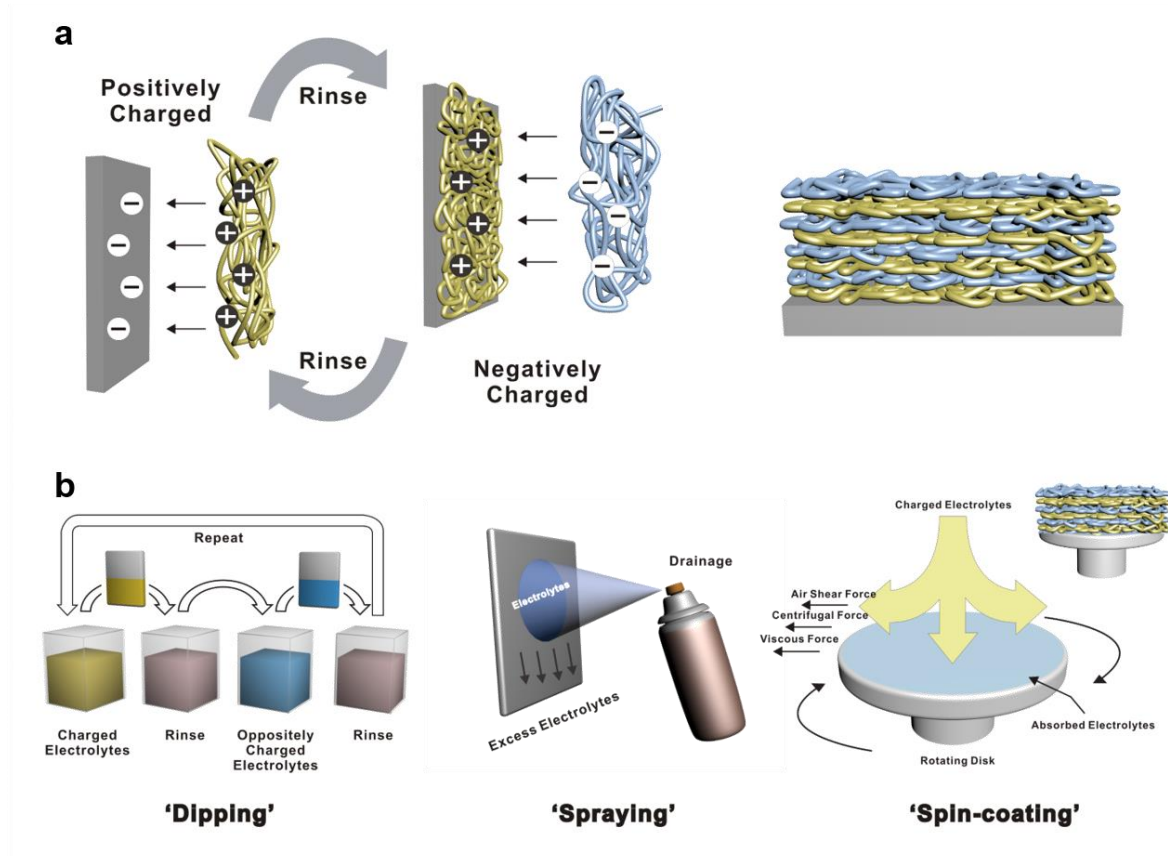 a
Positively
Charged
Rinse
Rinse
Negatively
Charged
b
Repeat
Charged
Electrolytes
Rinse
Oppositely
Charged
Electrolytes
Rinse
‘Dipping’
Electrolytes
Drainage
Excess Electrolytes
‘Spraying’
Charged Electrolytes
Air Shear Force
Centrifugal Force
Viscous Force
Absorbed Electrolytes
Rotating Disk
‘Spin-coating’